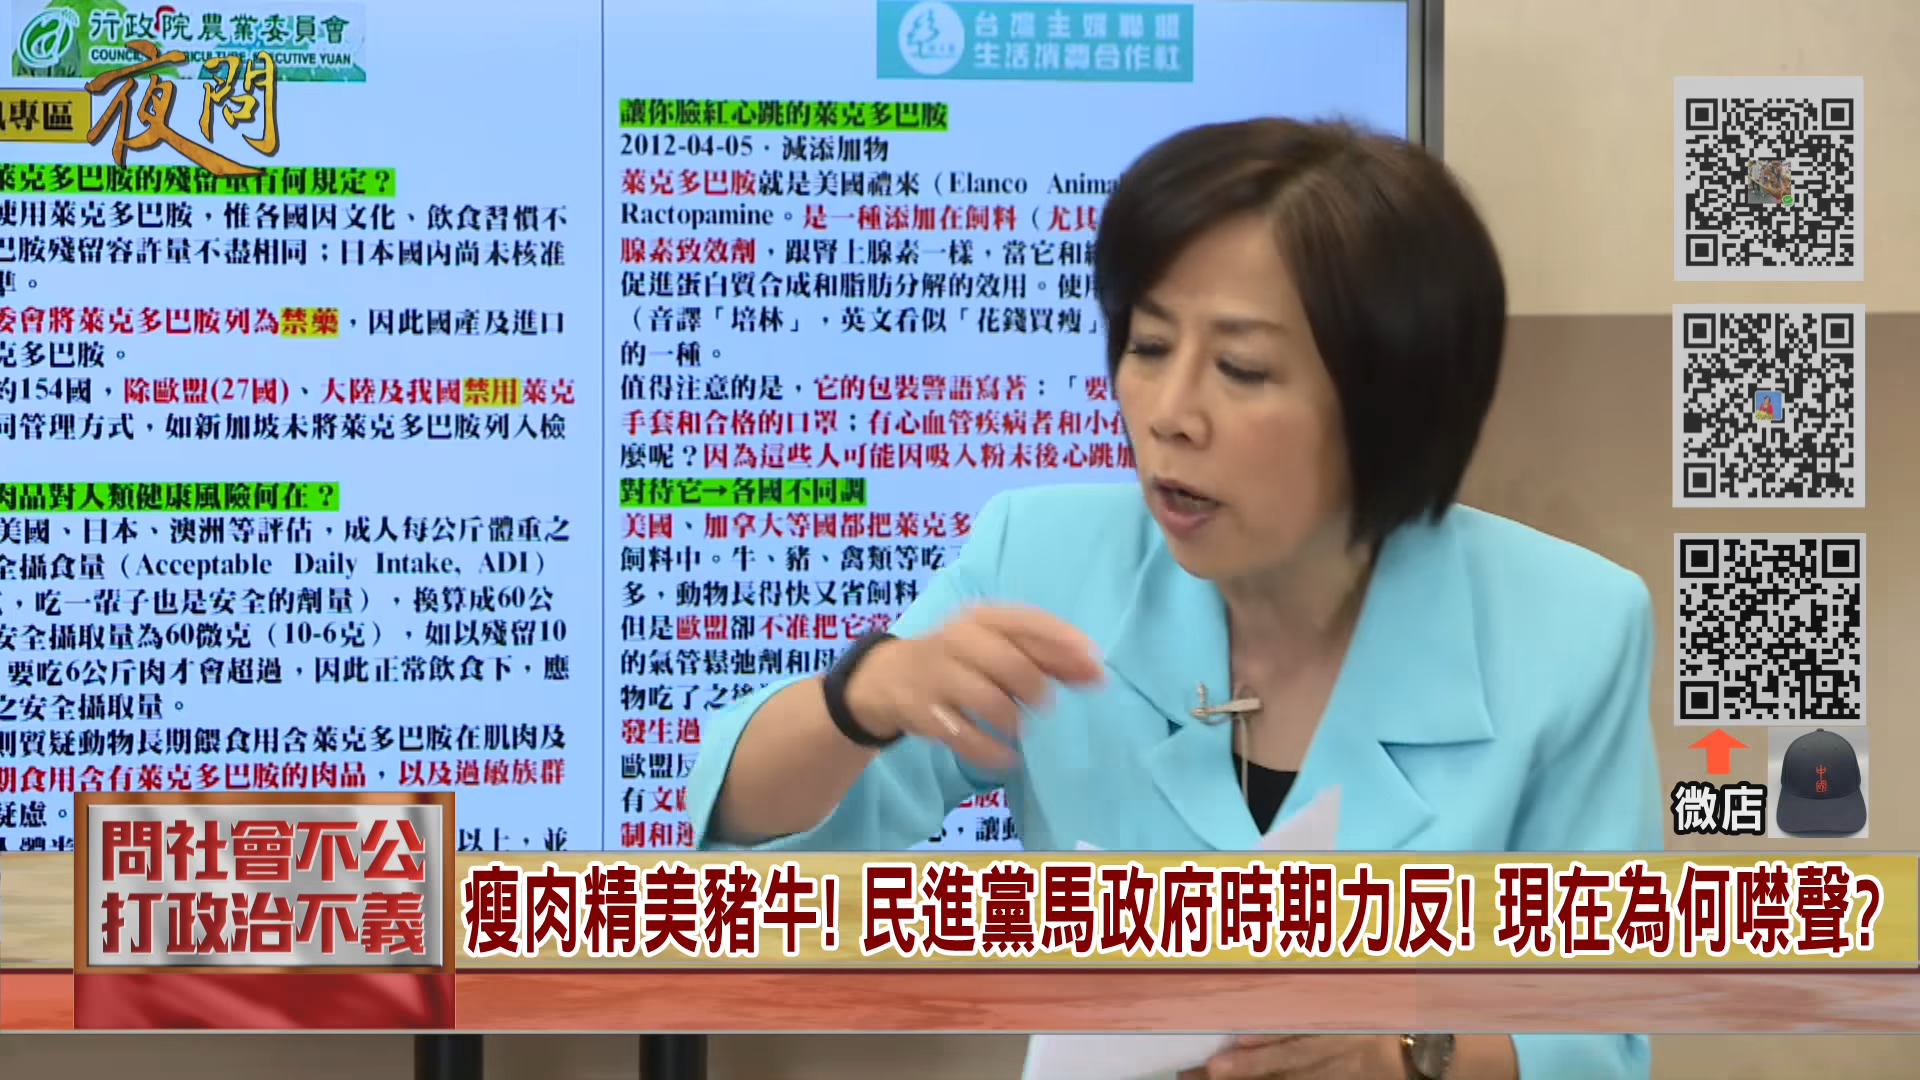 行政院農業委員會
COUNCIL AGRICULTURE, EXECUTIVE YUAN
夜問
專區
萊克多巴胺的殘留量有何規定？
使用萊克多巴胺，惟各國因文化、飲食習慣不
巴胺殘留容許量不盡相同；日本國內尚未核准
準。
委會將萊克多巴胺列為禁藥，因此國產及進口
克多巴胺。
約154國，除歐盟(27國)、大陸及我國禁用萊克
同管理方式，如新加坡未將萊克多巴胺列入檢
肉品對人類健康風險何在？
美國、日本、澳洲等評估，成人每公斤體重之
全攝食量（Acceptable Daily Intake, ADI）
，吃一輩子也是安全的劑量），換算成60公
安全攝取量為60微克（10-6克），如以殘留10
要吃6公斤肉才會超過，因此正常飲食下，應
之安全攝取量。
則質疑動物長期餵食用含萊克多巴胺在肌肉及
期食用含有萊克多巴胺的肉品，以及過敏族群
疑慮。
以上，並
台灣主婦聯盟
生活消費合作社
讓你臉紅心跳的萊克多巴胺
2012-04-05．減添加物
萊克多巴胺就是美國禮來（Elanco Anima
Ractopamine。是一種添加在飼料（尤其
腺素致效劑，跟腎上腺素一樣，當它和
促進蛋白質合成和脂肪分解的效用。使用
（音譯「培林」，英文看似「花錢買瘦」
的一種。
值得注意的是，它的包裝警語寫著：「要
手套和合格的口罩；有心血管疾病者和小
麼呢？因為這些人可能因吸入粉末後心跳加
對待它→各國不同調
美國、加拿大等國都把萊克多
飼料中。牛、豬、禽類等吃
多，動物長得快又省飼料
但是歐盟卻不准把它當
的氣管鬆弛劑和母
物吃了之後
發生過
歐盟反
有文獻
制和
，讓動
微店
中國
問社會不公
打政治不義
瘦肉精美豬牛！民進黨馬政府時期力反！現在為何噤聲？